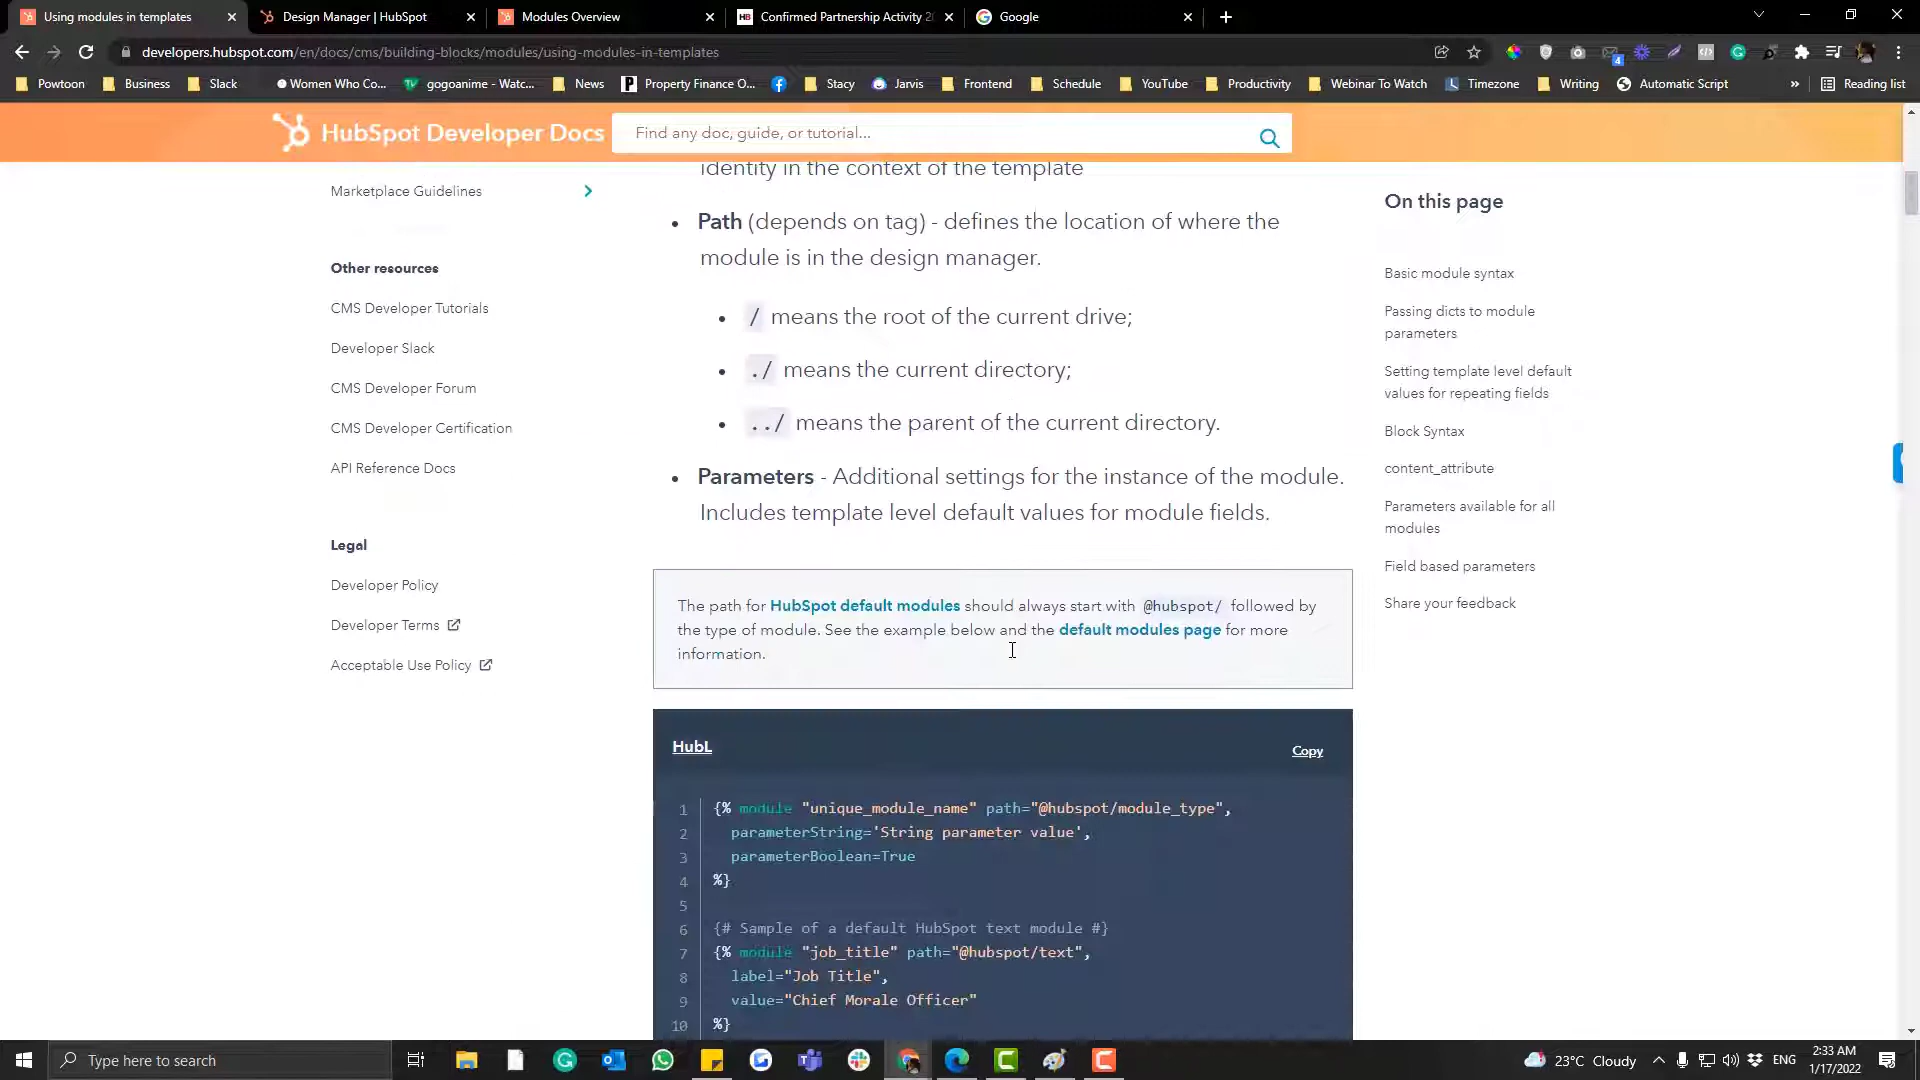 Using modules in templates
Design Manager | HubSpot
Modules Overview
HB Confirmed Partnership Activity 2
Google
developers.hubspot.com/en/docs/cms/building-blocks/modules/using-modules-in-templates
4
Powtoon
Business
Slack
Women Who Co...
gogoanime - Watc...
News
Property Finance O...
Stacy
Jarvis
Frontend
Schedule
YouTube
Productivity
Webinar To Watch
Timezone
Writing
Automatic Script
»
Reading list
HubSpot Developer Docs
Find any doc, guide, or tutorial...
Marketplace Guidelines
Other resources
CMS Developer Tutorials
Developer Slack
CMS Developer Forum
CMS Developer Certification
API Reference Docs
Legal
Developer Policy
Developer Terms
Acceptable Use Policy
identity in the context of the template
• Path (depends on tag) - defines the location of where the
module is in the design manager.
• / means the root of the current drive;
• ./ means the current directory;
• ../ means the parent of the current directory.
• Parameters - Additional settings for the instance of the module.
Includes template level default values for module fields.
The path for HubSpot default modules should always start with @hubspot/ followed by
the type of module. See the example below and the default modules page for more
information.
HubL
Copy
1 {% module "unique_module_name" path="@hubspot/module_type",
2 parameterString='String parameter value',
3 parameterBoolean=True
4 %}
5
6 {# Sample of a default HubSpot text module #}
7 {% module "job_title" path="@hubspot/text",
8 label="Job Title",
9 value="Chief Morale Officer"
10 %}
On this page
Basic module syntax
Passing dicts to module
parameters
Setting template level default
values for repeating fields
Block Syntax
content_attribute
Parameters available for all
modules
Field based parameters
Share your feedback
Type here to search
23°C Cloudy
ENG
2:33 AM
1/17/2022